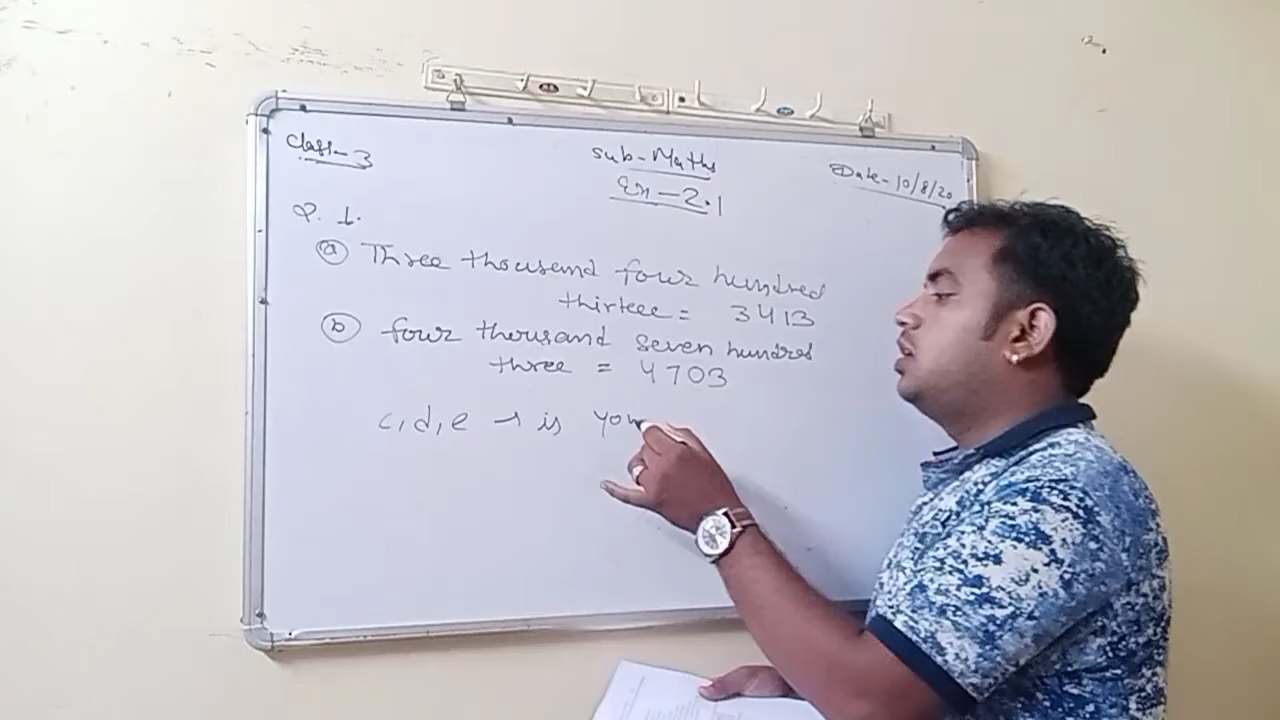 Class-3
Sub-Maths
Date-10/8/20
Ex-2.1
Q. 1.
(a) Three thousand four hundred
thirteee = 3413
(b) four thousand seven hundred
three = 4703
c, d, e → is you